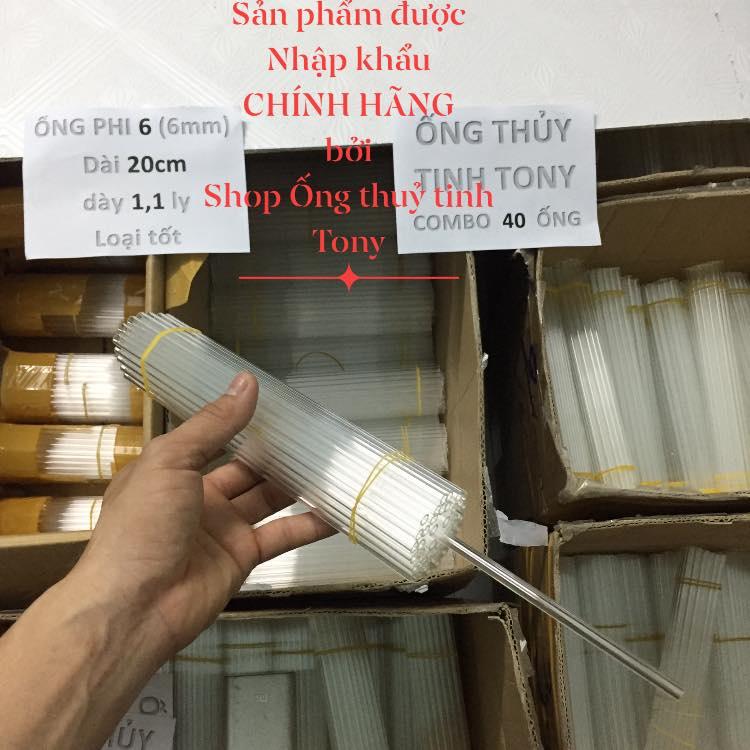 Sản phẩm được
Nhập khẩu
CHÍNH HÃNG
bởi
Shop Ống thuỷ tinh
Tony
ỐNG PHI 6 (6mm)
Dài 20cm
dày 1,1 ly
Loại tốt
ỐNG THỦY
TINH TONY
COMBO 40 ỐNG
THỦY